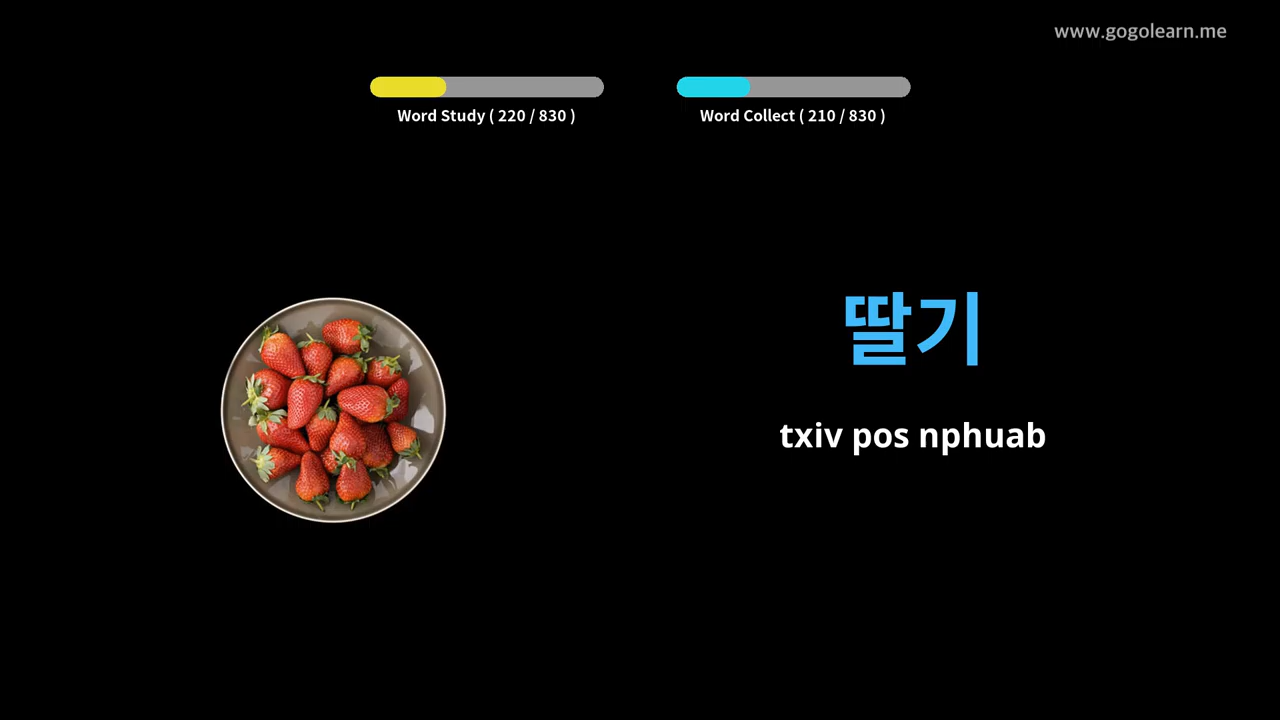 www.gogolearn.me
Word Study ( 220 / 830 )
Word Collect ( 210 / 830 )
딸기
txiv pos nphuab